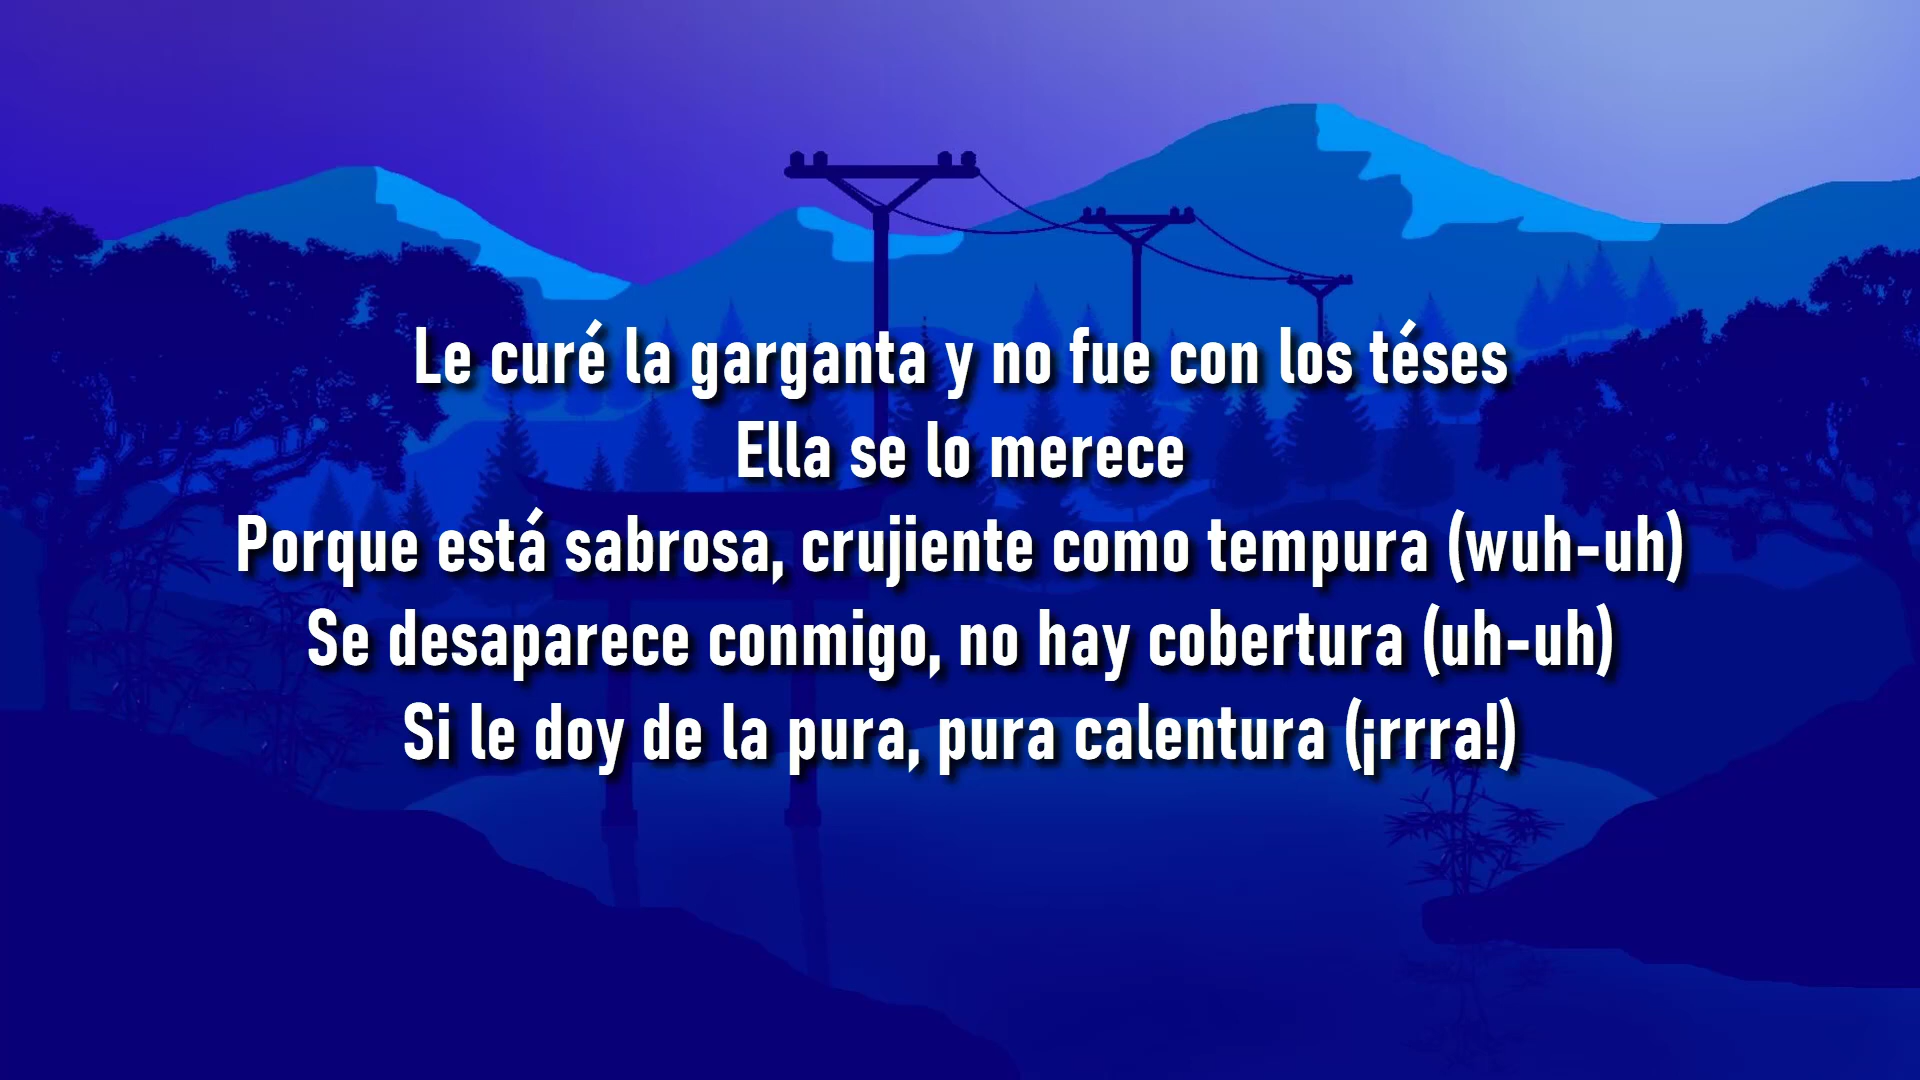 Le curé la garganta y no fue con los téses
Ella se lo merece
Porque está sabrosa, crujiente como tempura (wuh-uh)
Se desaparece conmigo, no hay cobertura (uh-uh)
Si le doy de la pura, pura calentura (¡rrra!)